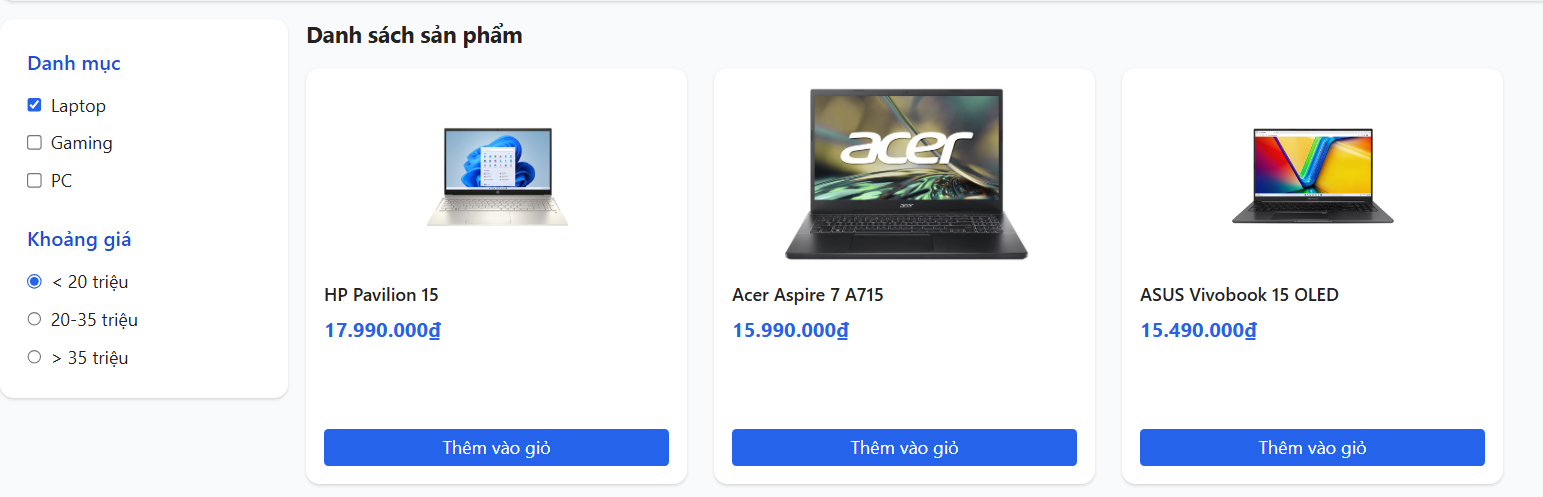 Danh mục
Laptop
Gaming
PC
Khoảng giá
< 20 triệu
20-35 triệu
> 35 triệu
Danh sách sản phẩm
HP Pavilion 15
17.990.000₫
Thêm vào giỏ
acer
acer
Acer Aspire 7 A715
15.990.000₫
Thêm vào giỏ
ASUS Vivobook 15 OLED
15.490.000₫
Thêm vào giỏ